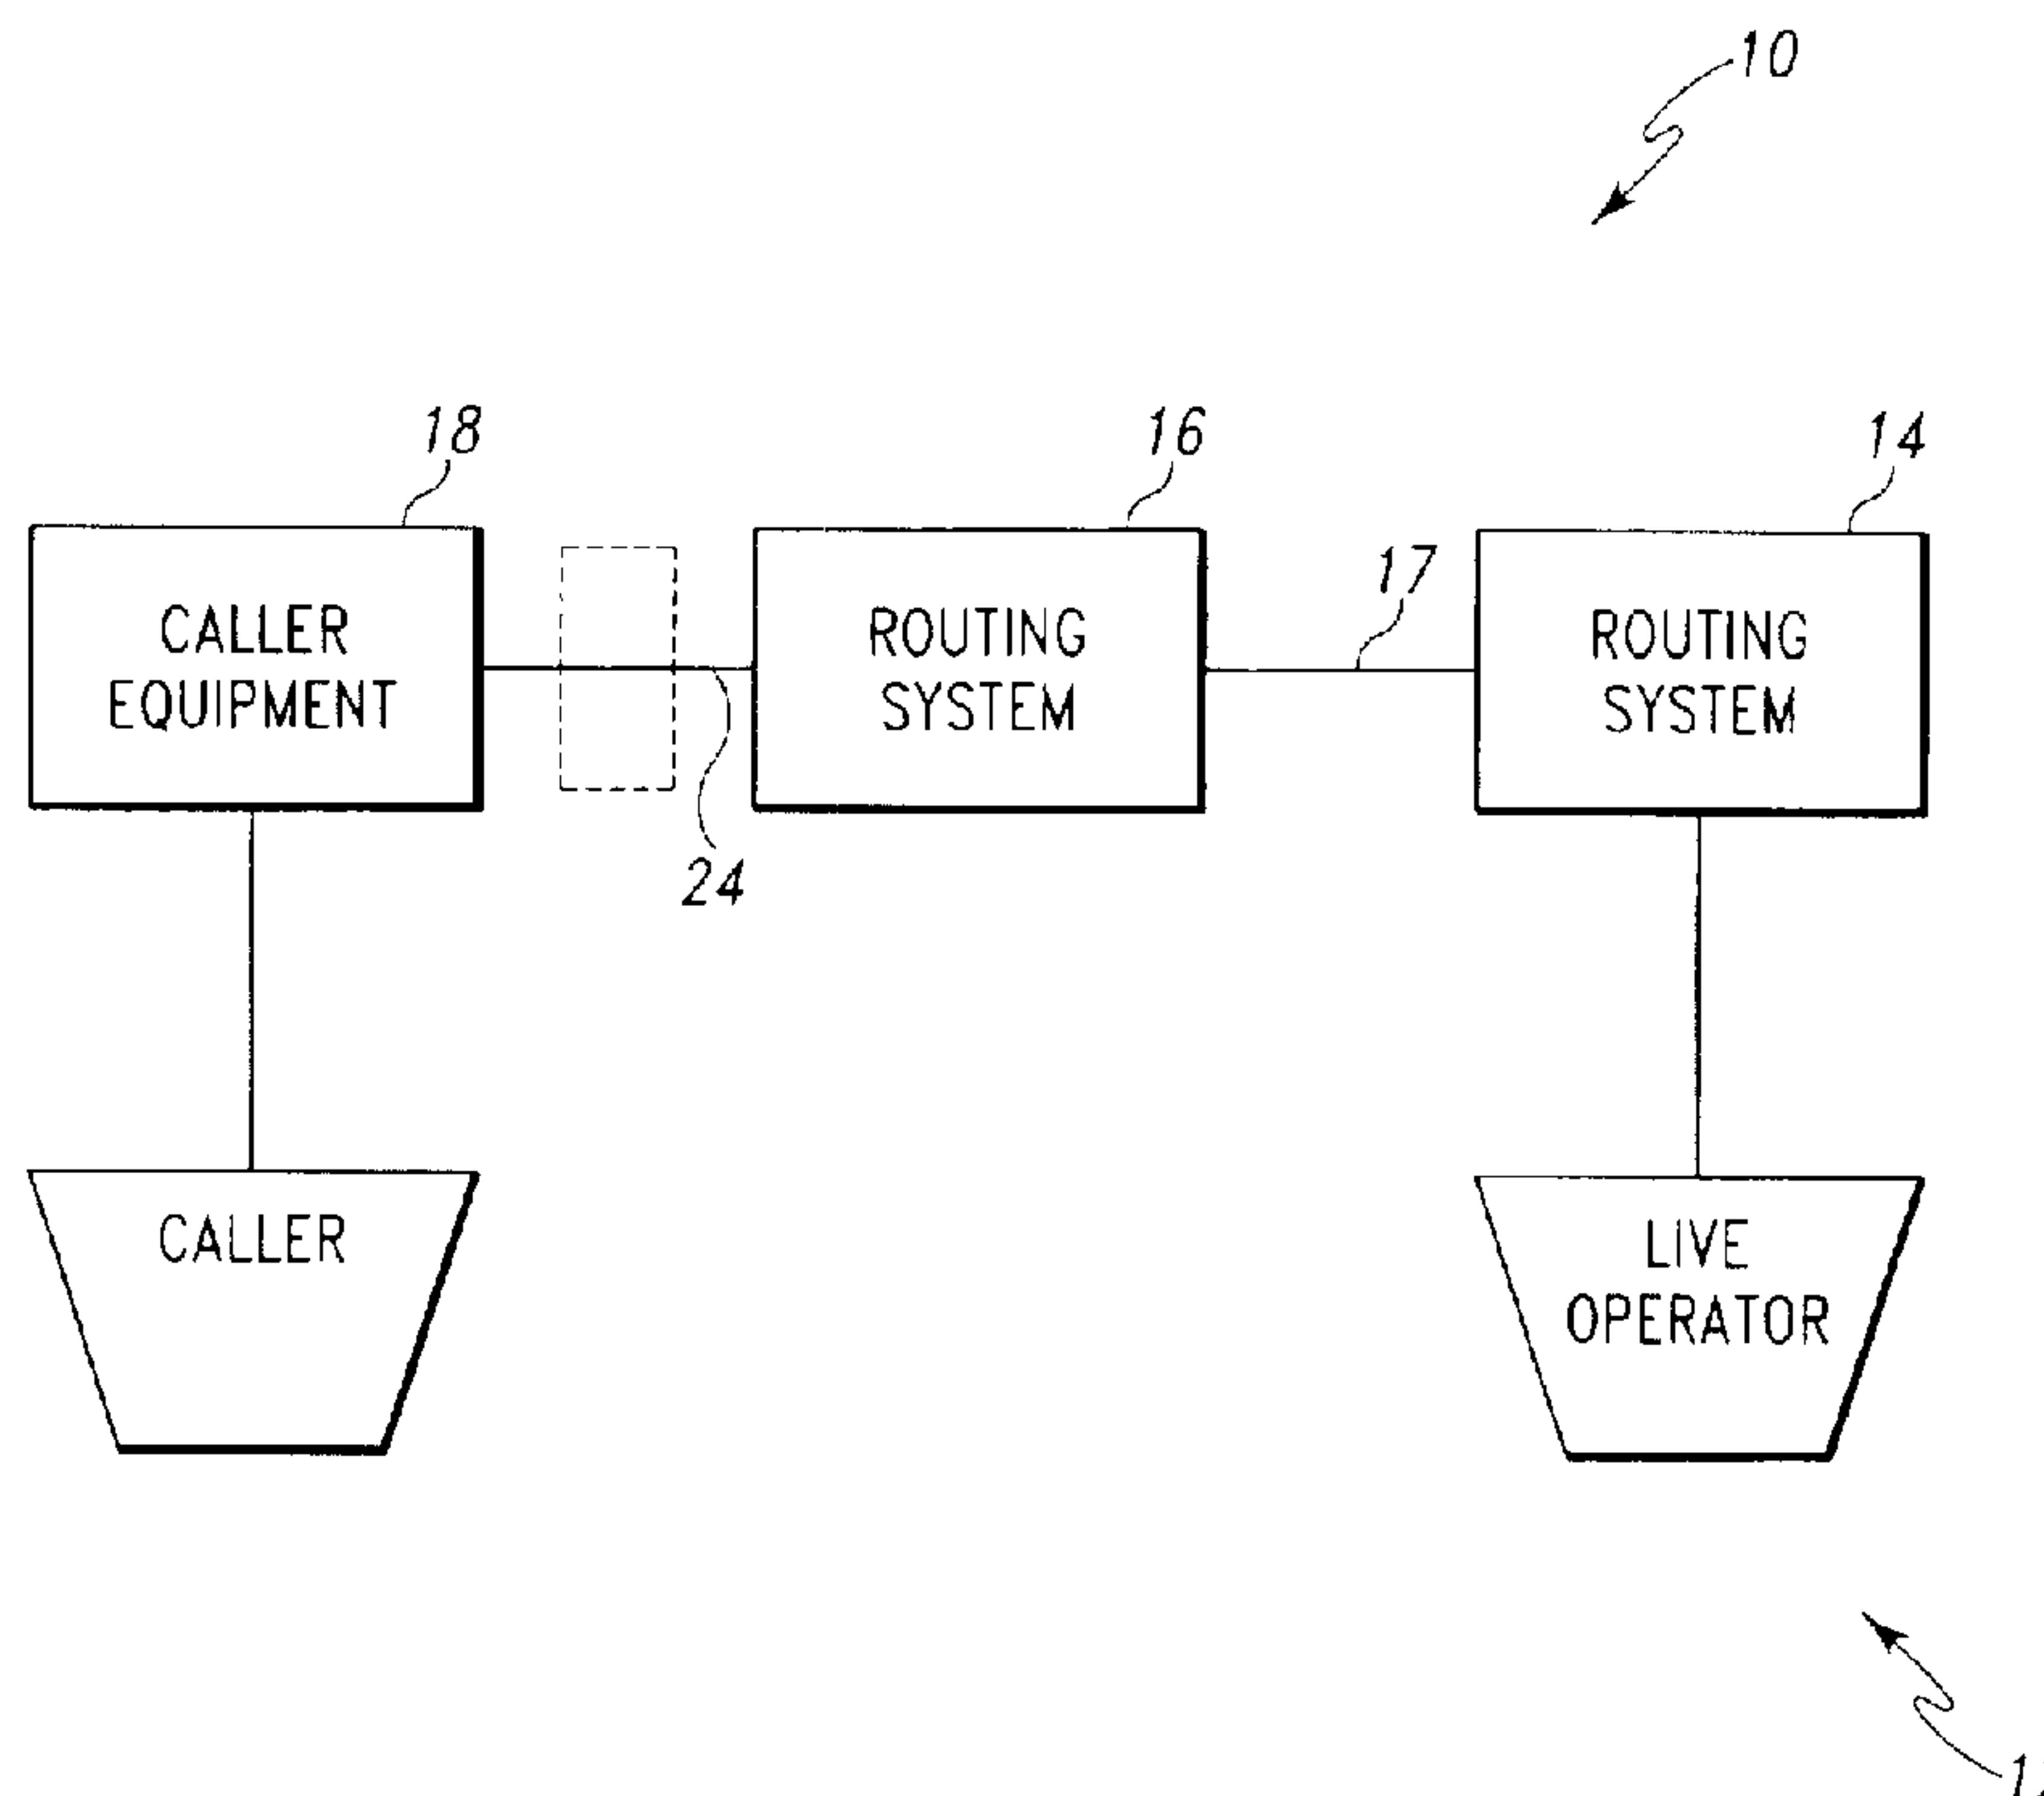 10
18
16
14
17
CALLER
EQUIPMENT
ROUTING
SYSTEM
ROUTING
SYSTEM
24
CALLER
LIVE
OPERATOR